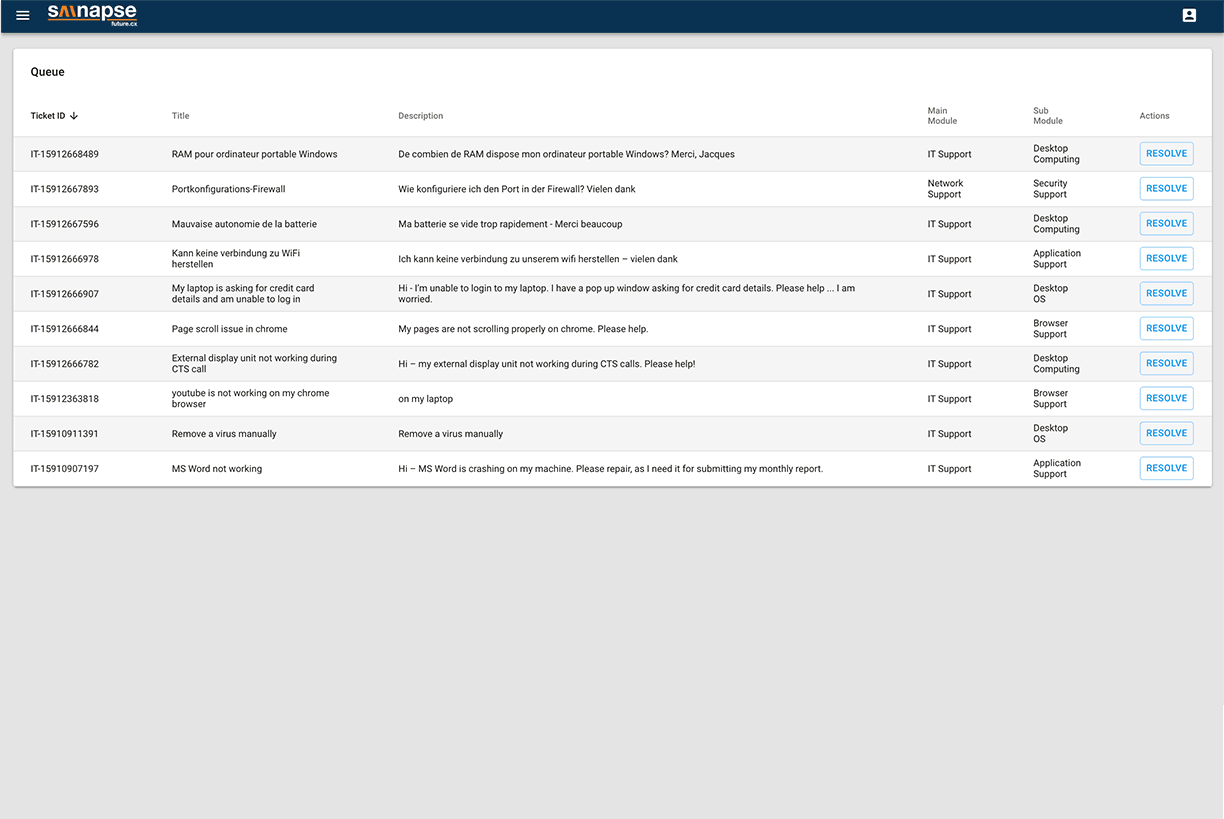 smnapse
future.cx
Queue
Ticket ID Title Description Main Module Sub Module Actions
IT-15912668489 RAM pour ordinateur portable Windows De combien de RAM dispose mon ordinateur portable Windows? Merci, Jacques IT Support Desktop Computing RESOLVE
IT-15912667893 Portkonfigurations-Firewall Wie konfiguriere ich den Port in der Firewall? Vielen dank Network Support Security Support RESOLVE
IT-15912667596 Mauvaise autonomie de la batterie Ma batterie se vide trop rapidement - Merci beaucoup IT Support Desktop Computing RESOLVE
IT-15912666978 Kann keine verbindung zu WiFi herstellen Ich kann keine verbindung zu unserem wifi herstellen – vielen dank IT Support Application Support RESOLVE
IT-15912666907 My laptop is asking for credit card details and am unable to log in Hi - I'm unable to login to my laptop. I have a pop up window asking for credit card details. Please help ... I am worried. IT Support Desktop OS RESOLVE
IT-15912666844 Page scroll issue in chrome My pages are not scrolling properly on chrome. Please help. IT Support Browser Support RESOLVE
IT-15912666782 External display unit not working during CTS call Hi – my external display unit not working during CTS calls. Please help! IT Support Desktop Computing RESOLVE
IT-15912363818 youtube is not working on my chrome browser on my laptop IT Support Browser Support RESOLVE
IT-15910911391 Remove a virus manually Remove a virus manually IT Support Desktop OS RESOLVE
IT-15910907197 MS Word not working Hi – MS Word is crashing on my machine. Please repair, as I need it for submitting my monthly report. IT Support Application Support RESOLVE